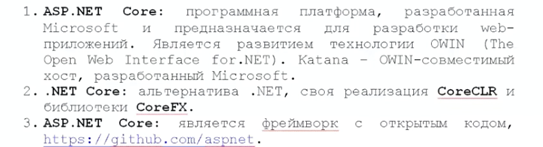 1. ASP.NET Core: программная платформа, разработанная
Microsoft и предназначается для разработки web-
приложений. Является развитием технологии OWIN (The
Open Web Interface for.NET). Katana – OWIN-совместимый
хост, разработанный Microsoft.
2. .NET Core: альтернатива .NET, своя реализация CoreCLR и
библиотеки CoreFX.
3. ASP.NET Core: является фреймворк с открытым кодом,
https://github.com/aspnet.